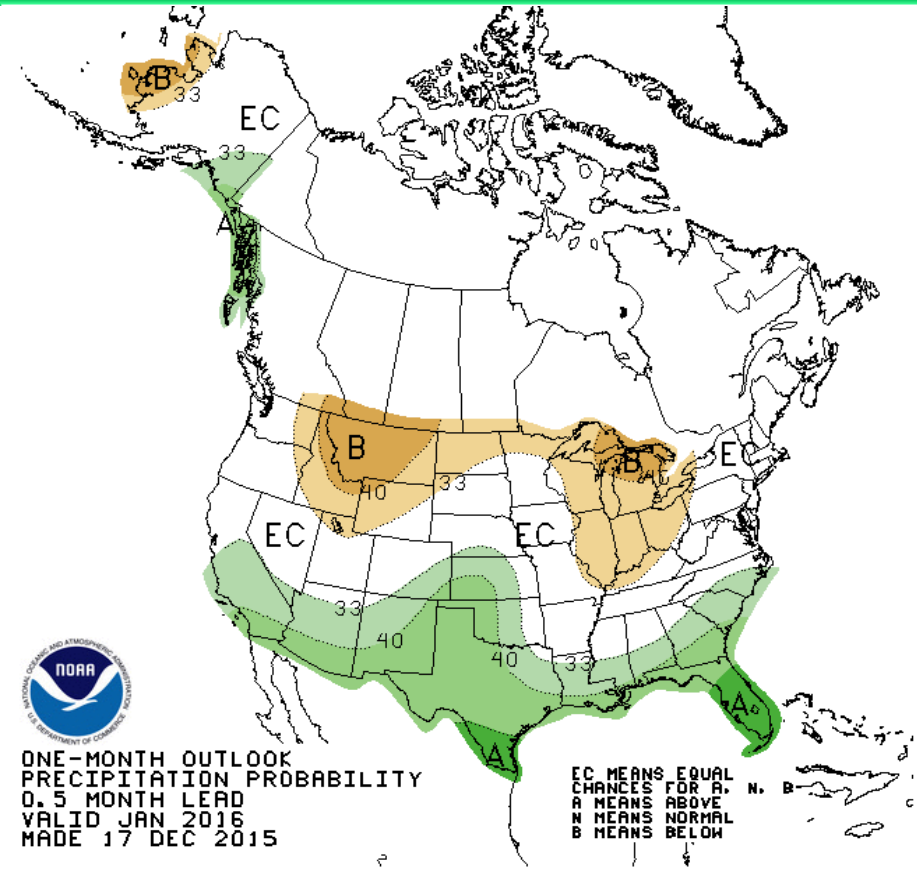 B
33
EC
33
A
B
40
33
B
40
EC
EC
EC
33
40
40
33
A
A
NATIONAL OCEANIC AND ATMOSPHERIC ADMINISTRATION
NOAA
U.S. DEPARTMENT OF COMMERCE
ONE-MONTH OUTLOOK
PRECIPITATION PROBABILITY
0.5 MONTH LEAD
VALID JAN 2016
MADE 17 DEC 2015
EC MEANS EQUAL
CHANCES FOR A, N, B
A MEANS ABOVE
N MEANS NORMAL
B MEANS BELOW